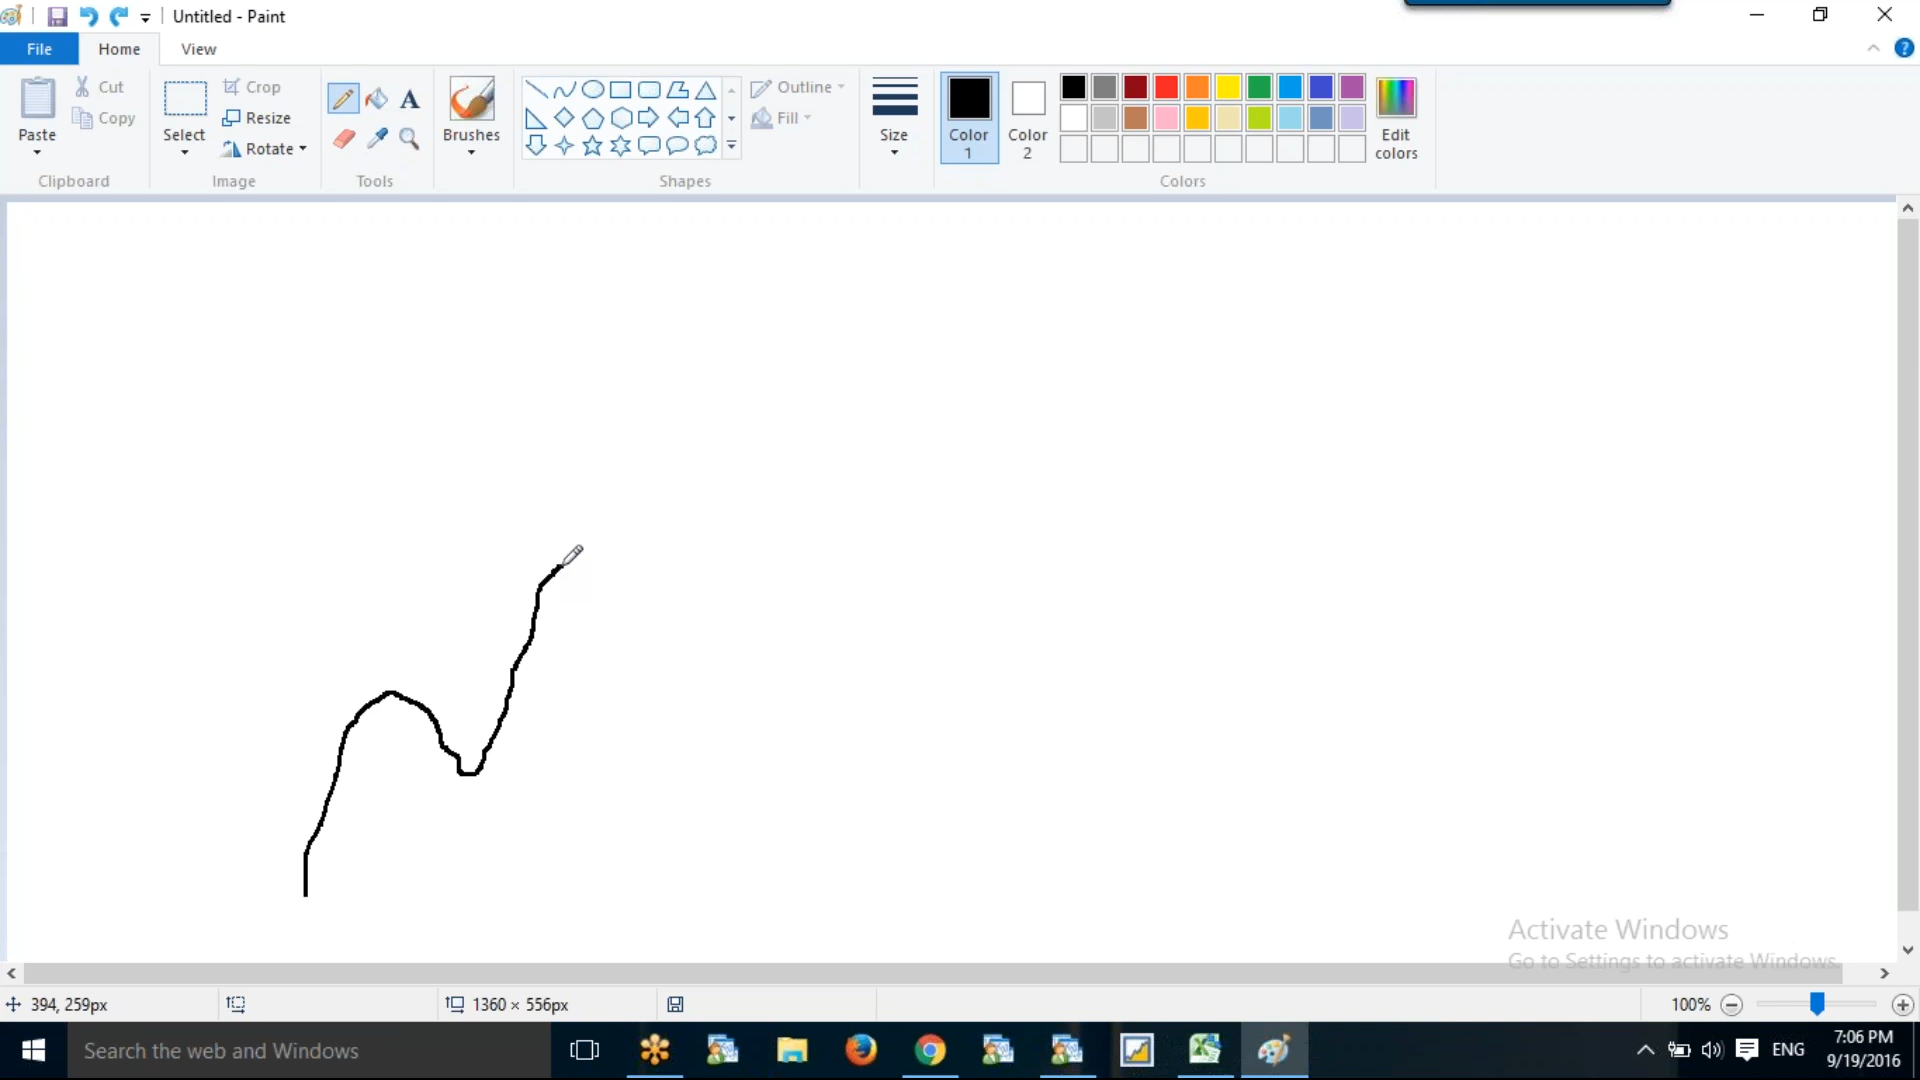 Untitled - Paint
File Home View
Paste
Cut
Copy
Clipboard
Select
Crop
Resize
Rotate
Image
A
Tools
Brushes
Shapes
Outline
Fill
Size
Color 1
Color 2
Edit colors
Colors
Activate Windows
Go to Settings to activate Windows.
394, 259px
1360 × 556px
100%
Search the web and Windows
ENG
7:06 PM
9/19/2016